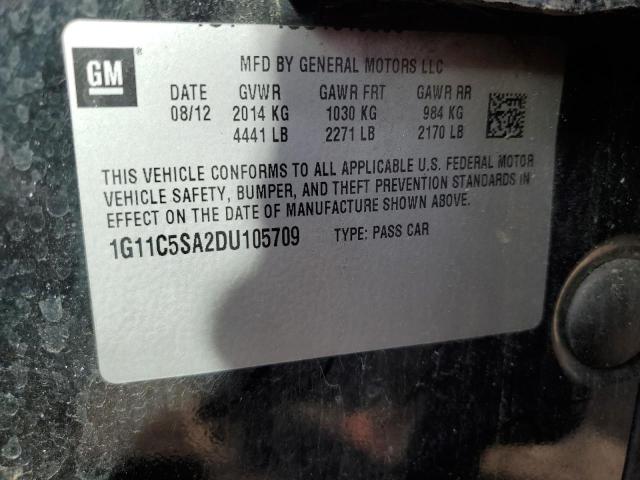 GM®
MFD BY GENERAL MOTORS LLC
DATE GVWR GAWR FRT GAWR RR
08/12 2014 KG 1030 KG 984 KG
4441 LB 2271 LB 2170 LB
THIS VEHICLE CONFORMS TO ALL APPLICABLE U.S. FEDERAL MOTOR
VEHICLE SAFETY, BUMPER, AND THEFT PREVENTION STANDARDS IN
EFFECT ON THE DATE OF MANUFACTURE SHOWN ABOVE.
1G11C5SA2DU105709 TYPE: PASS CAR